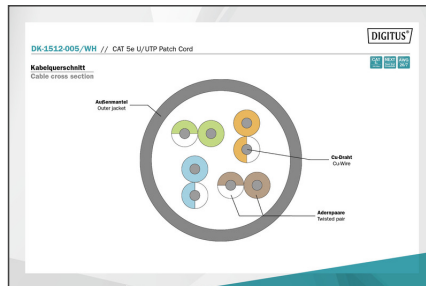 DIGITUS®
DK-1512-005/WH // CAT 5e U/UTP Patch Cord
Kabelquerschnitt
Cable cross section
Außenmantel
Outer jacket
Cu-Draht
Cu-Wire
Aderpaare
Twisted pair